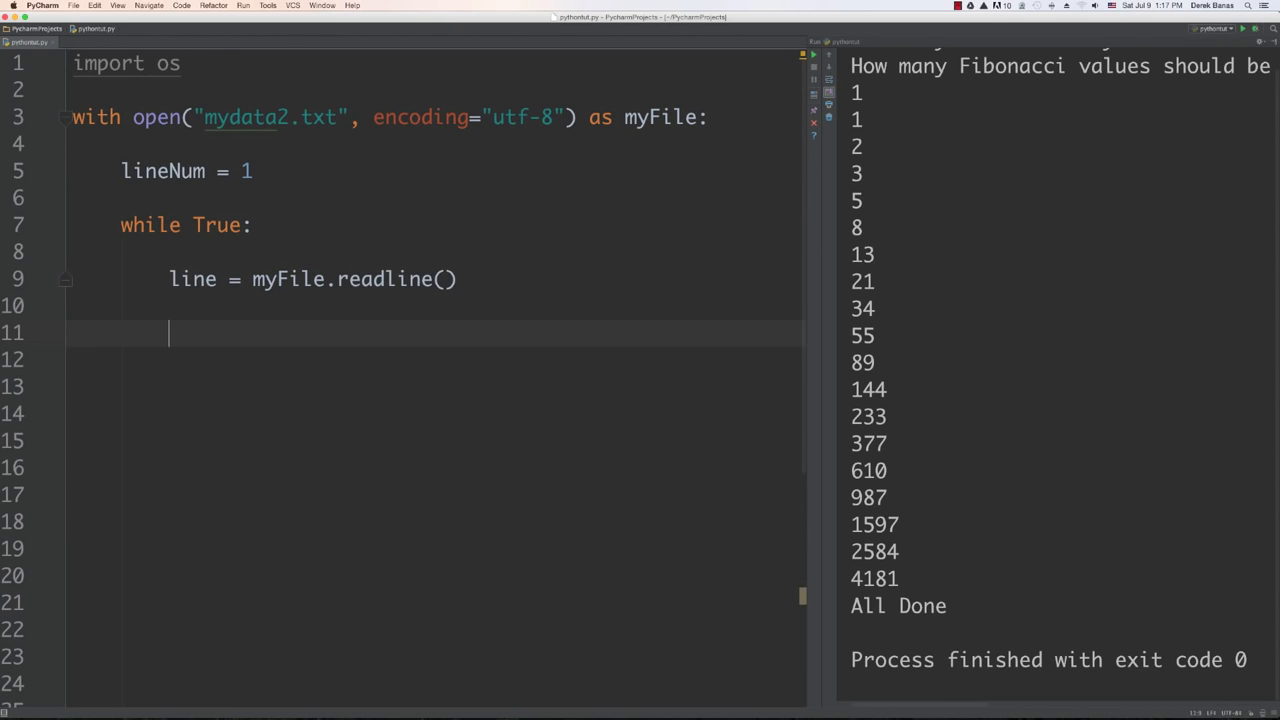 PyCharm File Edit View Navigate Code Refactor Run Tools VCS Window Help
10 Sat Jul 9 1:17 PM Derek Banas
pythontut.py - PycharmProjects - [~/PycharmProjects]
PycharmProjects pythontut.py
pythontut
pythontut.py
Run pythontut
1 import os
2
3 with open("mydata2.txt", encoding="utf-8") as myFile:
4
5 lineNum = 1
6
7 while True:
8
9 line = myFile.readline()
10
11
12
13
14
15
16
17
18
19
20
21
22
23
24
How many Fibonacci values should be
1
1
2
3
5
8
13
21
34
55
89
144
233
377
610
987
1597
2584
4181
All Done
Process finished with exit code 0
UTF-8